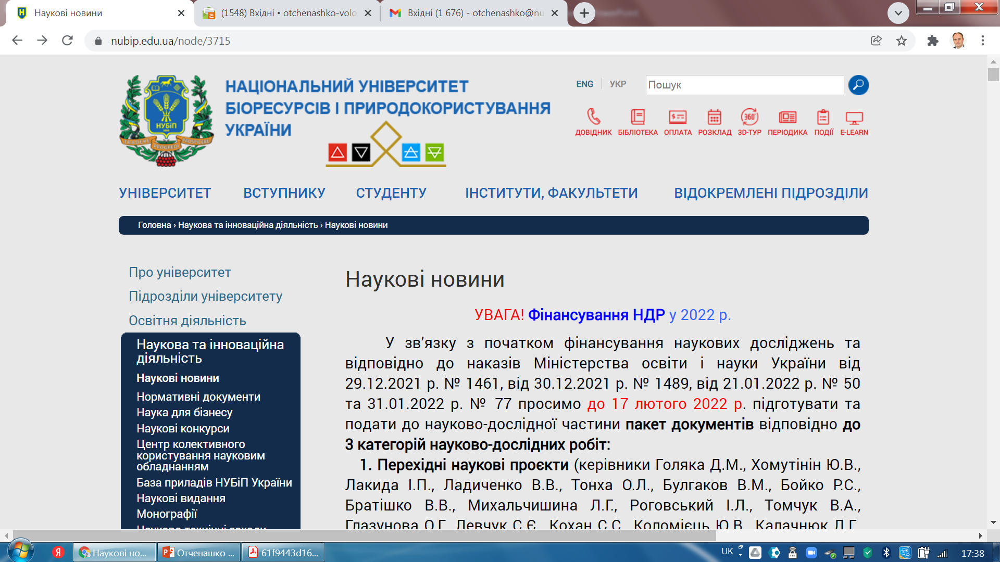 Наукові новини
(1548) Вхідні • otchenashko-volo
Вхідні (1 676) - otchenashko@nu
nubip.edu.ua/node/3715
НАЦІОНАЛЬНИЙ УНІВЕРСИТЕТ
БІОРЕСУРСІВ І ПРИРОДОКОРИСТУВАННЯ
УКРАЇНИ
НУБіП
ENG
УКР
Пошук
360°
ДОВІДНИК
БІБЛІОТЕКА
ОПЛАТА
РОЗКЛАД
3D-ТУР
ПЕРІОДИКА
ПОДІЇ
E-LEARN
УНІВЕРСИТЕТ
ВСТУПНИКУ
СТУДЕНТУ
ІНСТИТУТИ, ФАКУЛЬТЕТИ
ВІДОКРЕМЛЕНІ ПІДРОЗДІЛИ
Головна › Наукова та інноваційна діяльність › Наукові новини
Про університет
Підрозділи університету
Освітня діяльність
Наукова та інноваційна
діяльність
Наукові новини
Нормативні документи
Наука для бізнесу
Наукові конкурси
Центр колективного
користування науковим
обладнанням
База приладів НУБіП України
Наукові видання
Монографії
Науково-технічні заходи
Наукові новини
УВАГА! Фінансування НДР у 2022 р.
У зв’язку з початком фінансування наукових досліджень та
відповідно до наказів Міністерства освіти і науки України від
29.12.2021 р. № 1461, від 30.12.2021 р. № 1489, від 21.01.2022 р. № 50
та 31.01.2022 р. № 77 просимо до 17 лютого 2022 р. підготувати та
подати до науково-дослідної частини пакет документів відповідно до
3 категорій науково-дослідних робіт:
1. Перехідні наукові проєкти (керівники Голяка Д.М., Хомутінін Ю.В.,
Лакида І.П., Ладиченко В.В., Тонха О.Л., Булгаков В.М., Бойко Р.С.,
Братішко В.В., Михальчишина Л.Г., Роговський І.Л., Томчук В.А.,
Глазунова О.Г., Левчук С.Є., Кохан С.С., Коломієць Ю.В., Калачнюк Л.Г.,
Наукові но...
Отченашко ...
61f9443d16...
UK
17:38